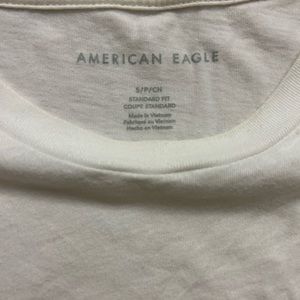 AMERICAN EAGLE
S/P/CH
STANDARD FIT
COUPE STANDARD
Made in Vietnam
Fabriqué au Vietnam
Hecho en Vietnam